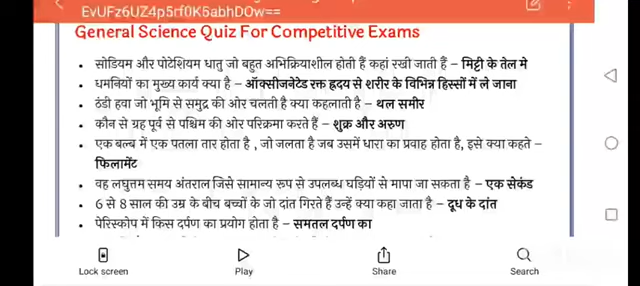 EvUFz6UZ4p5rf0K5abhDOw==
General Science Quiz For Competitive Exams
• सोडियम और पोटेशियम धातु जो बहुत अभिक्रियाशील होती हैं कहां रखी जाती हैं – मिट्टी के तेल मे
• धमनियों का मुख्य कार्य क्या है – ऑक्सीजनेटेड रक्त ह्रदय से शरीर के विभिन्न हिस्सों में ले जाना
• ठंडी हवा जो भूमि से समुद्र की ओर चलती है क्या कहलाती है – थल समीर
• कौन से ग्रह पूर्व से पश्चिम की ओर परिक्रमा करते हैं – शुक्र और अरुण
• एक बल्ब में एक पतला तार होता है , जो जलता है जब उसमें धारा का प्रवाह होता है, इसे क्या कहते –
फिलामेंट
• वह लघुत्तम समय अंतराल जिसे सामान्य रूप से उपलब्ध घड़ियों से मापा जा सकता है – एक सेकंड
• 6 से 8 साल की उम्र के बीच बच्चों के जो दांत गिरते हैं उन्हें क्या कहा जाता है – दूध के दांत
• पेरिस्कोप में किस दर्पण का प्रयोग होता है – समतल दर्पण का
Lock screen
Play
Share
Search